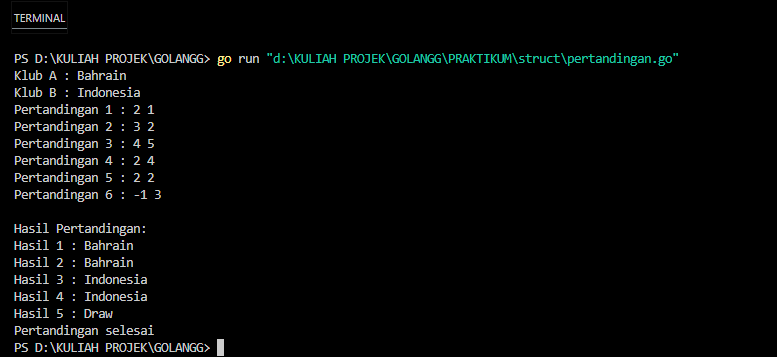 TERMINAL
PS D:\KULIAH PROJEK\GOLANGG> go run "d:\KULIAH PROJEK\GOLANGG\PRAKTIKUM\struct\pertandingan.go"
Klub A : Bahrain
Klub B : Indonesia
Pertandingan 1 : 2 1
Pertandingan 2 : 3 2
Pertandingan 3 : 4 5
Pertandingan 4 : 2 4
Pertandingan 5 : 2 2
Pertandingan 6 : -1 3
Hasil Pertandingan:
Hasil 1 : Bahrain
Hasil 2 : Bahrain
Hasil 3 : Indonesia
Hasil 4 : Indonesia
Hasil 5 : Draw
Pertandingan selesai
PS D:\KULIAH PROJEK\GOLANGG>